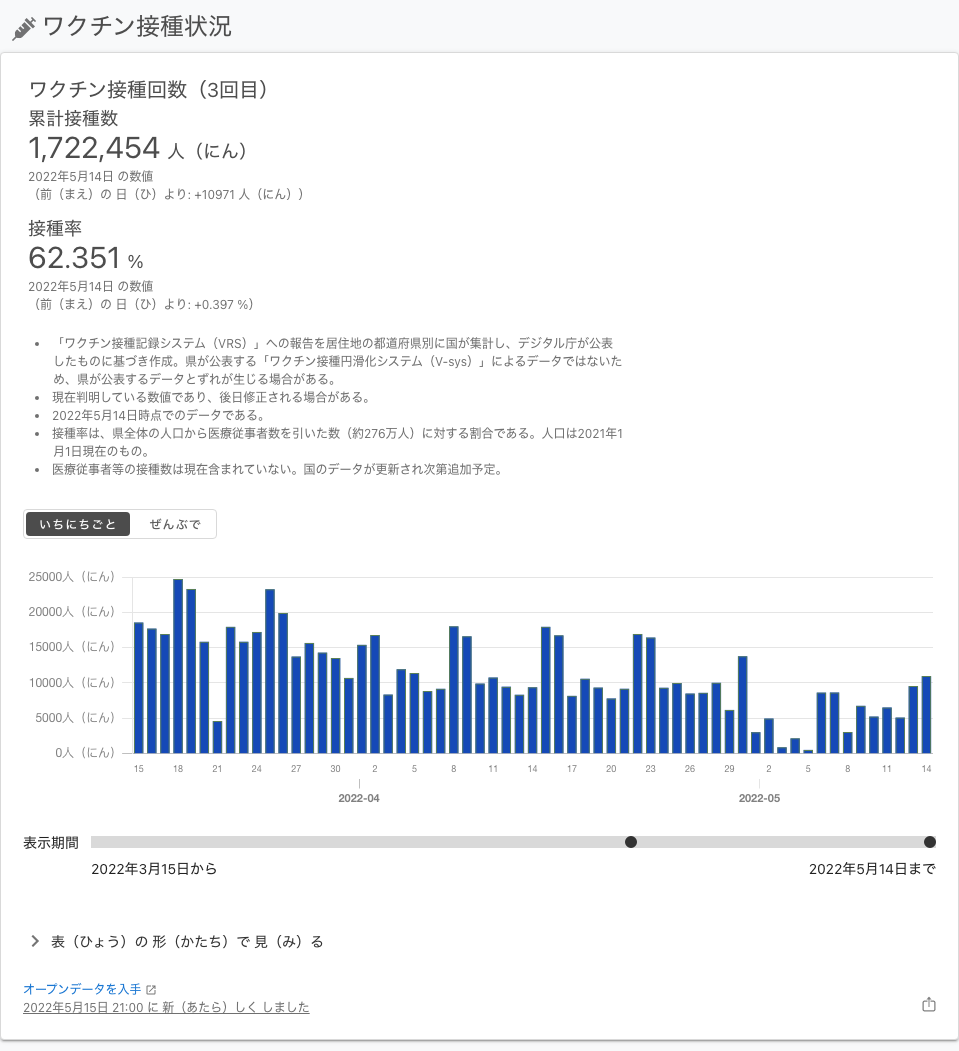 ワクチン接種状況
ワクチン接種回数（3回目）
累計接種数
1,722,454 人（にん）
2022年5月14日 の数値
（前（まえ）の 日（ひ）より: +10971 人（にん））
接種率
62.351 %
2022年5月14日 の数値
（前（まえ）の 日（ひ）より: +0.397 %）
• 「ワクチン接種記録システム（VRS）」への報告を居住地の都道府県別に国が集計し、デジタル庁が公表
したものに基づき作成。県が公表する「ワクチン接種円滑化システム（V-sys）」によるデータではないた
め、県が公表するデータとずれが生じる場合がある。
• 現在判明している数値であり、後日修正される場合がある。
• 2022年5月14日時点でのデータである。
• 接種率は、県全体の人口から医療従事者数を引いた数（約276万人）に対する割合である。人口は2021年1
月1日現在のもの。
• 医療従事者等の接種数は現在含まれていない。国のデータが更新され次第追加予定。
いちにちごと ぜんぶで
25000人（にん）
20000人（にん）
15000人（にん）
10000人（にん）
5000人（にん）
0人（にん）
15 18 21 24 27 30 2 5 8 11 14 17 20 23 26 29 2 5 8 11 14
2022-04 2022-05
表示期間
2022年3月15日から 2022年5月14日まで
表（ひょう）の 形（かたち）で 見（み）る
オープンデータを入手
2022年5月15日 21:00 に 新（あたら）しく しました